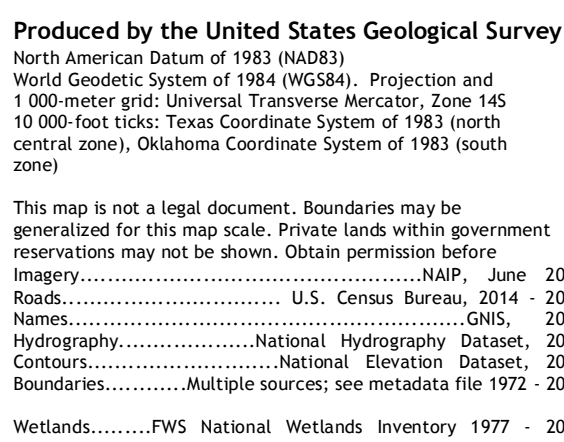 Produced by the United States Geological Survey
North American Datum of 1983 (NAD83)
World Geodetic System of 1984 (WGS84).  Projection and
1 000-meter grid: Universal Transverse Mercator, Zone 14S
10 000-foot ticks: Texas Coordinate System of 1983 (north
central zone), Oklahoma Coordinate System of 1983 (south
zone)

This map is not a legal document. Boundaries may be
generalized for this map scale. Private lands within government
reservations may not be shown. Obtain permission before
Imagery..................................................NAIP, June 20
Roads................................ U.S. Census Bureau, 2014 - 20
Names..........................................................GNIS, 20
Hydrography....................National Hydrography Dataset, 20
Contours............................National Elevation Dataset, 20
Boundaries............Multiple sources; see metadata file 1972 - 20

Wetlands.........FWS National Wetlands Inventory 1977 - 20